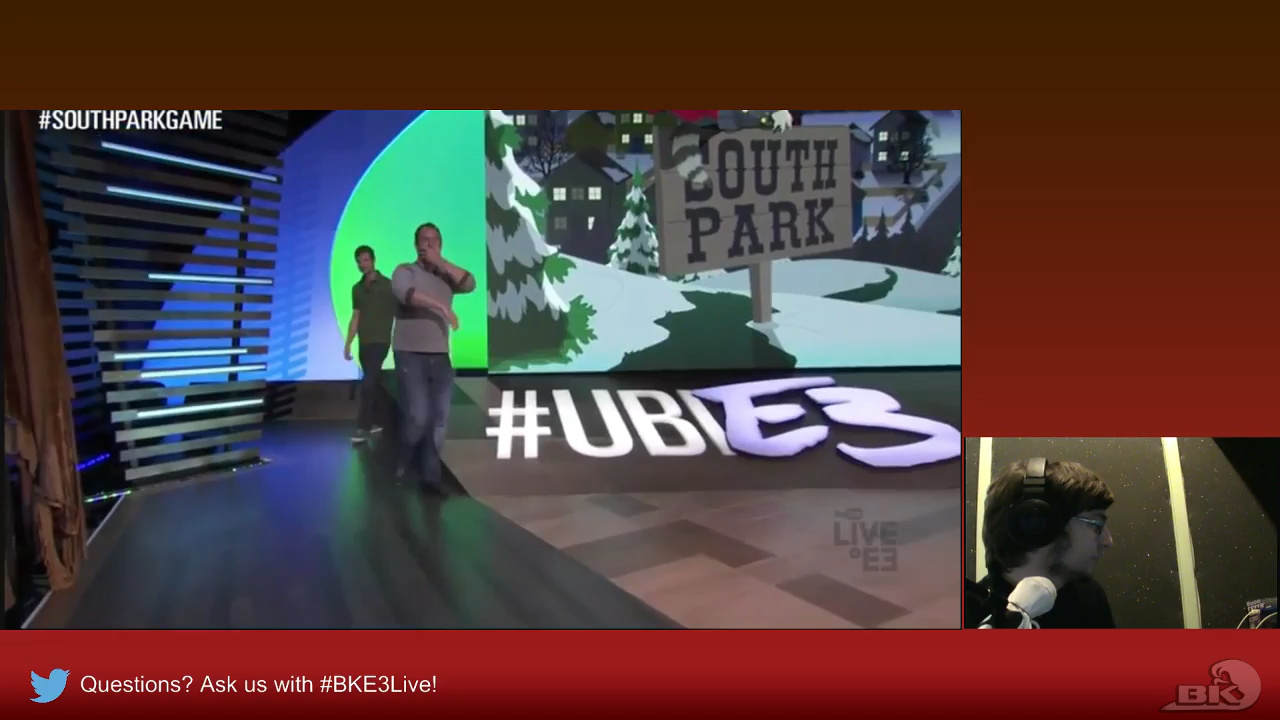 #SOUTHPARKGAME
SOUTH
PARK
#UBIE3
LIVE
@E3
Questions? Ask us with #BKE3Live!
BK